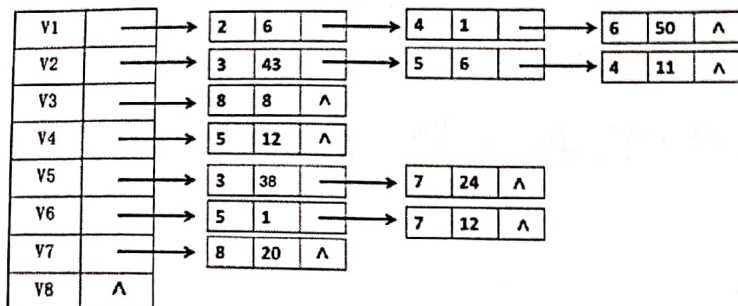 V1 2 6 4 1 6 50 ∧
V2 3 43 5 6 4 11 ∧
V3 8 8 ∧
V4 5 12 ∧
V5 3 38 7 24 ∧
V6 5 1 7 12 ∧
V7 8 20 ∧
V8 ∧